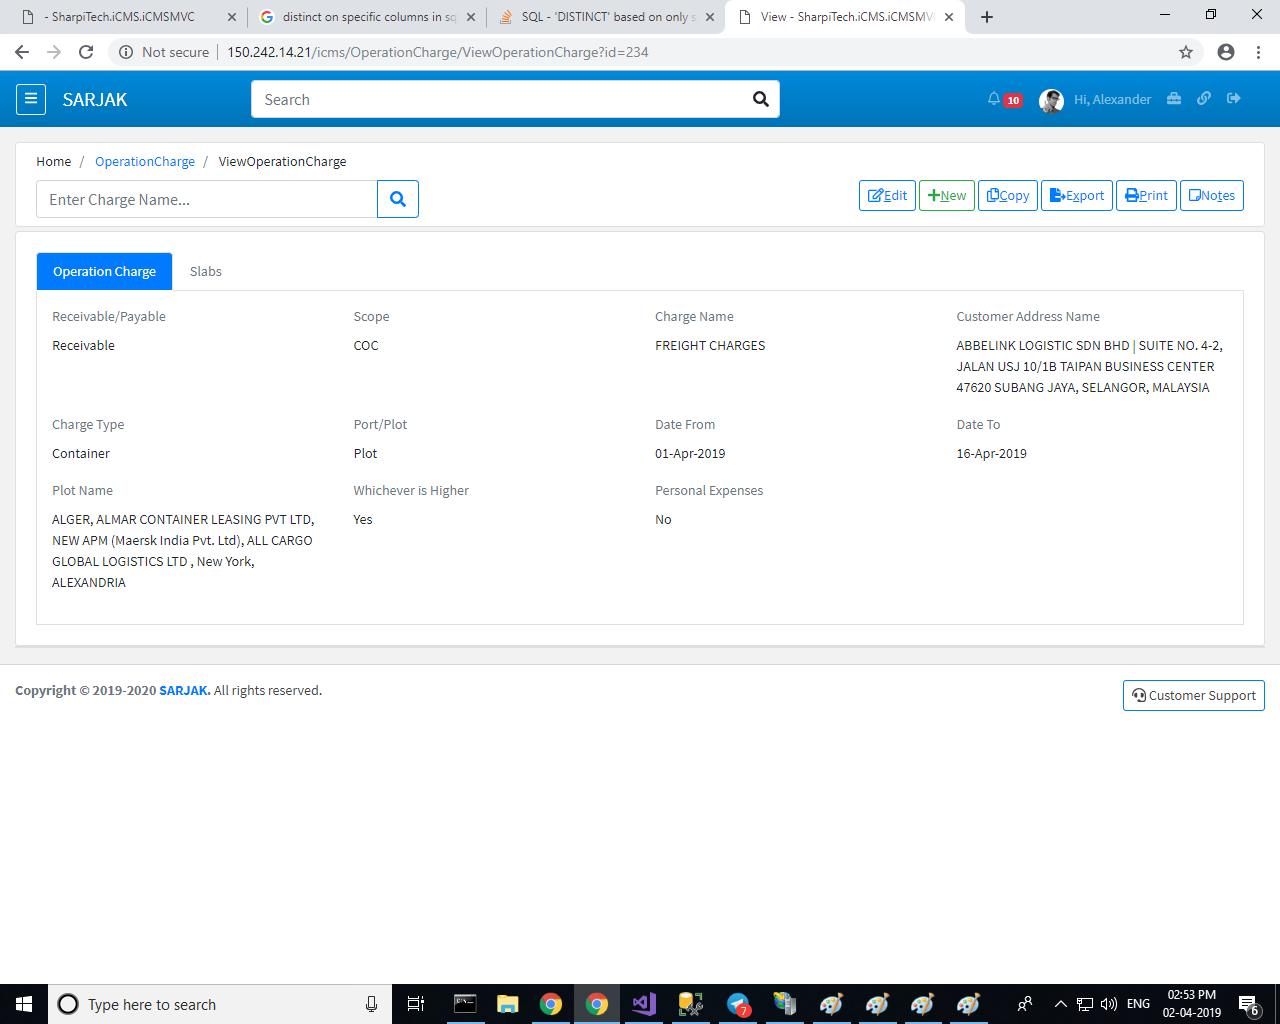 - SharpiTech.iCMS.iCMSMVC
distinct on specific columns in sq
SQL - 'DISTINCT' based on only s
View - SharpiTech.iCMS.iCMSMV
Not secure | 150.242.14.21/icms/OperationCharge/ViewOperationCharge?id=234
SARJAK
Search
10
Hi, Alexander
Home / OperationCharge / ViewOperationCharge
Enter Charge Name...
Edit
New
Copy
Export
Print
Notes
Operation Charge
Slabs
Receivable/Payable
Scope
Charge Name
Customer Address Name
Receivable
COC
FREIGHT CHARGES
ABBELINK LOGISTIC SDN BHD | SUITE NO. 4-2,
JALAN USJ 10/1B TAIPAN BUSINESS CENTER
47620 SUBANG JAYA, SELANGOR, MALAYSIA
Charge Type
Port/Plot
Date From
Date To
Container
Plot
01-Apr-2019
16-Apr-2019
Plot Name
Whichever is Higher
Personal Expenses
ALGER, ALMAR CONTAINER LEASING PVT LTD,
NEW APM (Maersk India Pvt. Ltd), ALL CARGO
GLOBAL LOGISTICS LTD , New York,
ALEXANDRIA
Yes
No
Copyright © 2019-2020 SARJAK. All rights reserved.
Customer Support
Type here to search
7
ENG
02:53 PM
02-04-2019
6